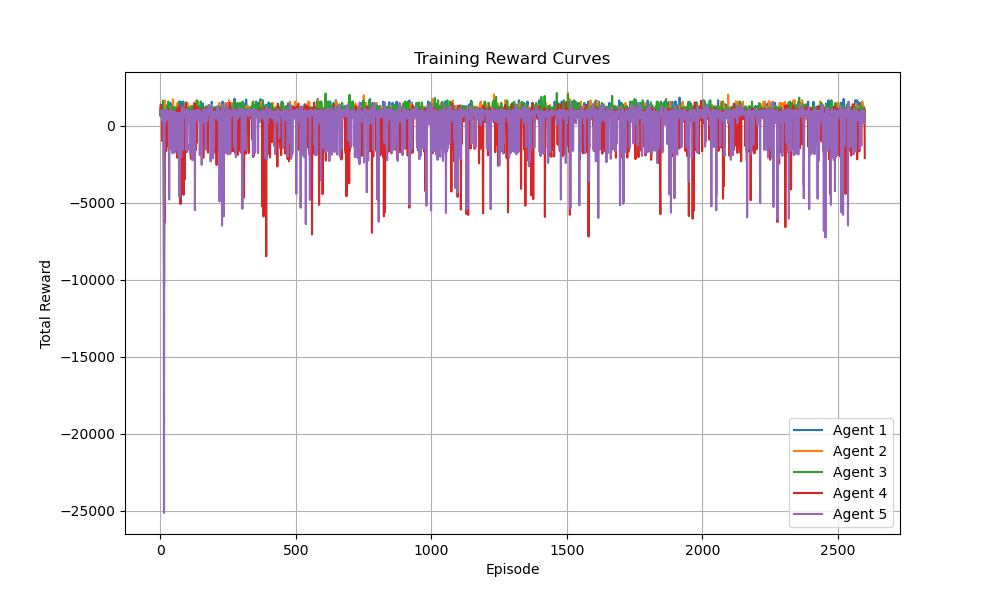 Training Reward Curves
Total Reward
0
−5000
−10000
−15000
−20000
−25000
0 500 1000 1500 2000 2500
Episode
Agent 1
Agent 2
Agent 3
Agent 4
Agent 5